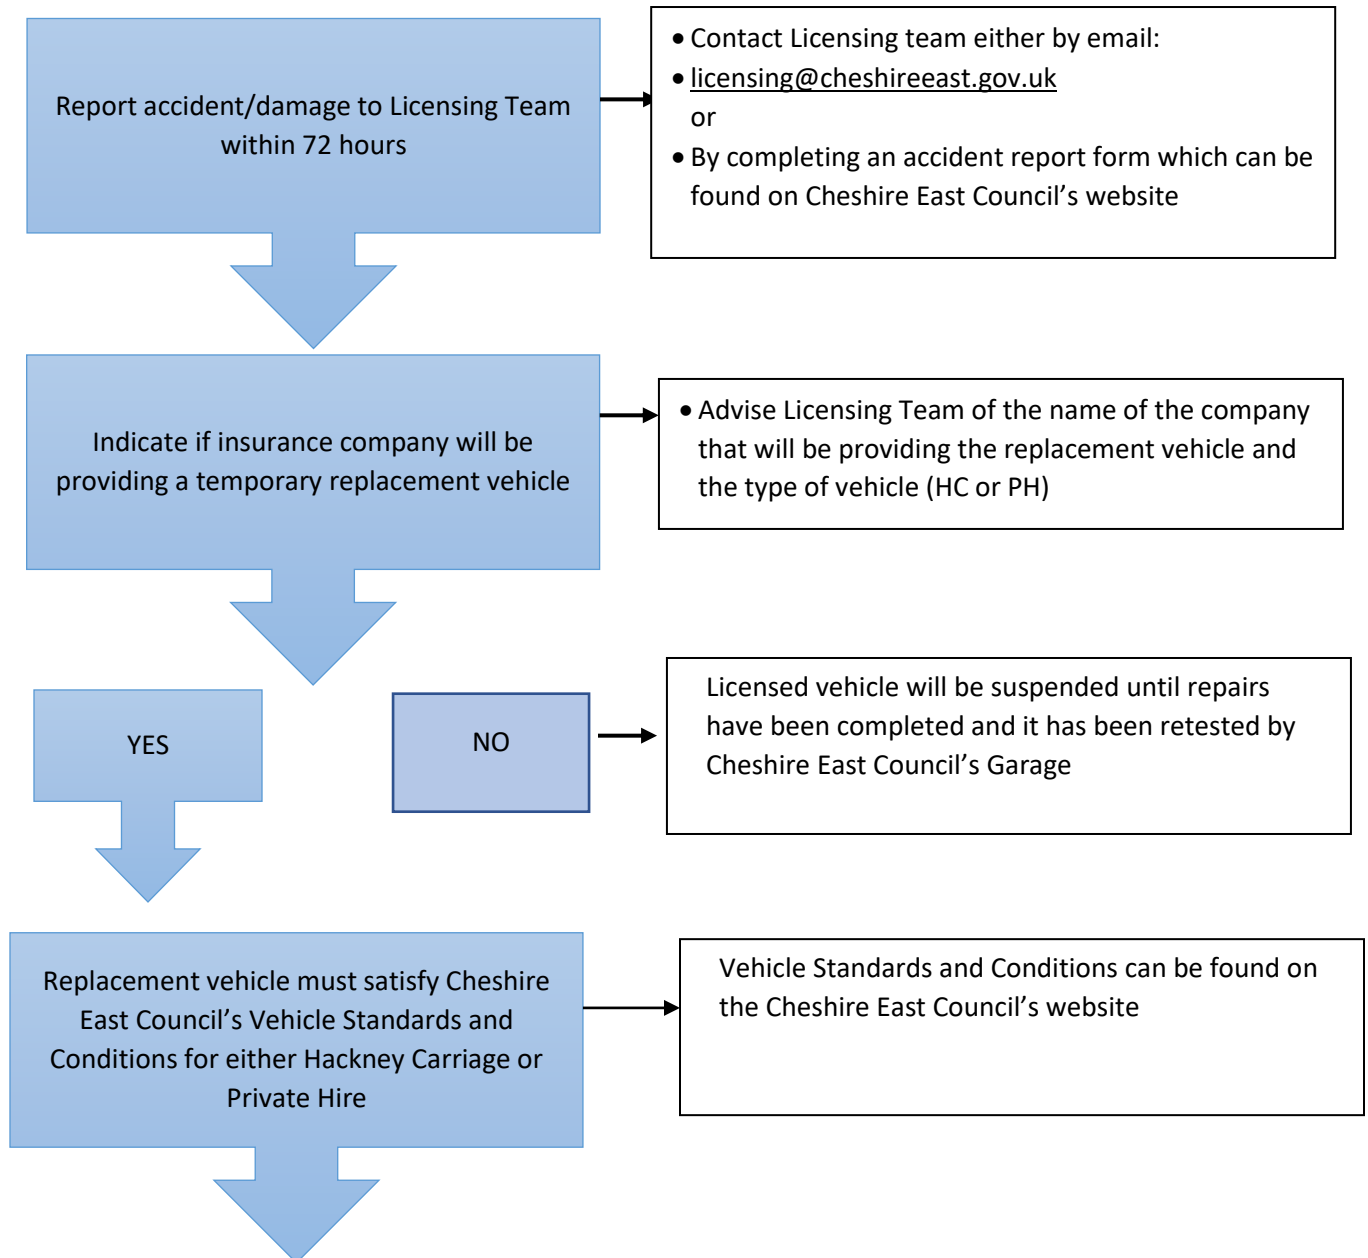 Report accident/damage to Licensing Team
within 72 hours
• Contact Licensing team either by email:
• licensing@cheshireeast.gov.uk
or
• By completing an accident report form which can be
found on Cheshire East Council’s website
Indicate if insurance company will be
providing a temporary replacement vehicle
• Advise Licensing Team of the name of the company
that will be providing the replacement vehicle and
the type of vehicle (HC or PH)
YES
NO
Licensed vehicle will be suspended until repairs
have been completed and it has been retested by
Cheshire East Council’s Garage
Replacement vehicle must satisfy Cheshire
East Council’s Vehicle Standards and
Conditions for either Hackney Carriage or
Private Hire
Vehicle Standards and Conditions can be found on
the Cheshire East Council’s website